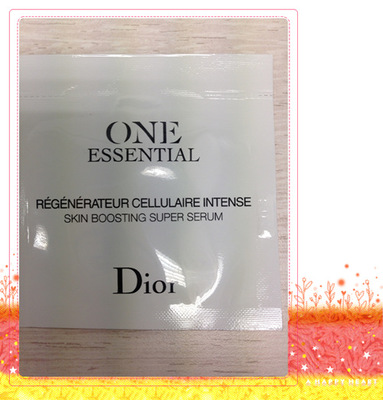 ONE
ESSENTIAL
RÉGÉNÉRATEUR CELLULAIRE INTENSE
SKIN BOOSTING SUPER SERUM
Dior
A HAPPY HEART